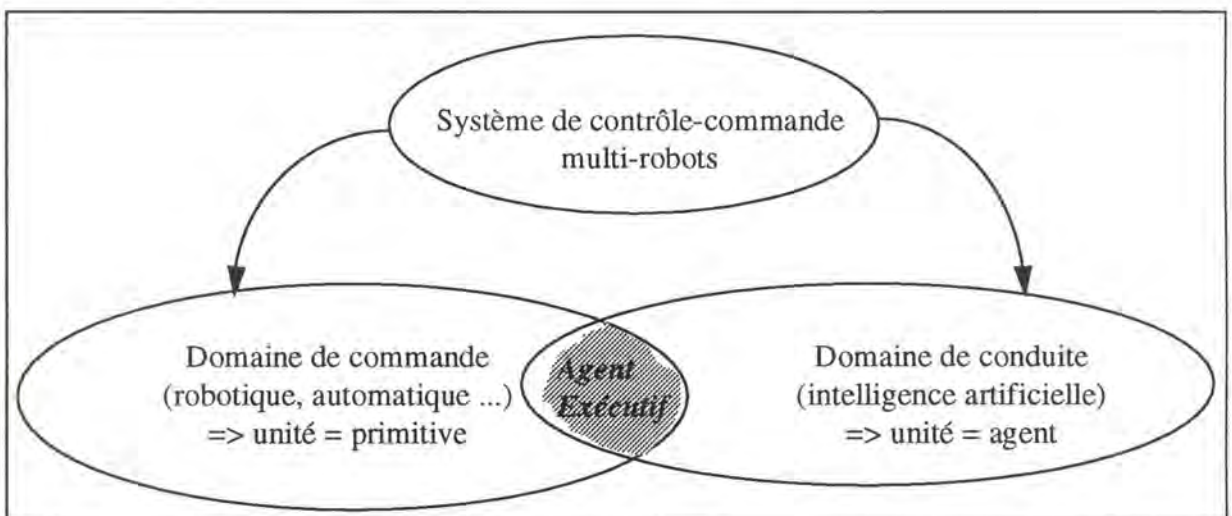 Système de contrôle-commande
multi-robots
Domaine de commande
(robotique, automatique ...)
=> unité = primitive
Agent
Exécutif
Domaine de conduite
(intelligence artificielle)
=> unité = agent